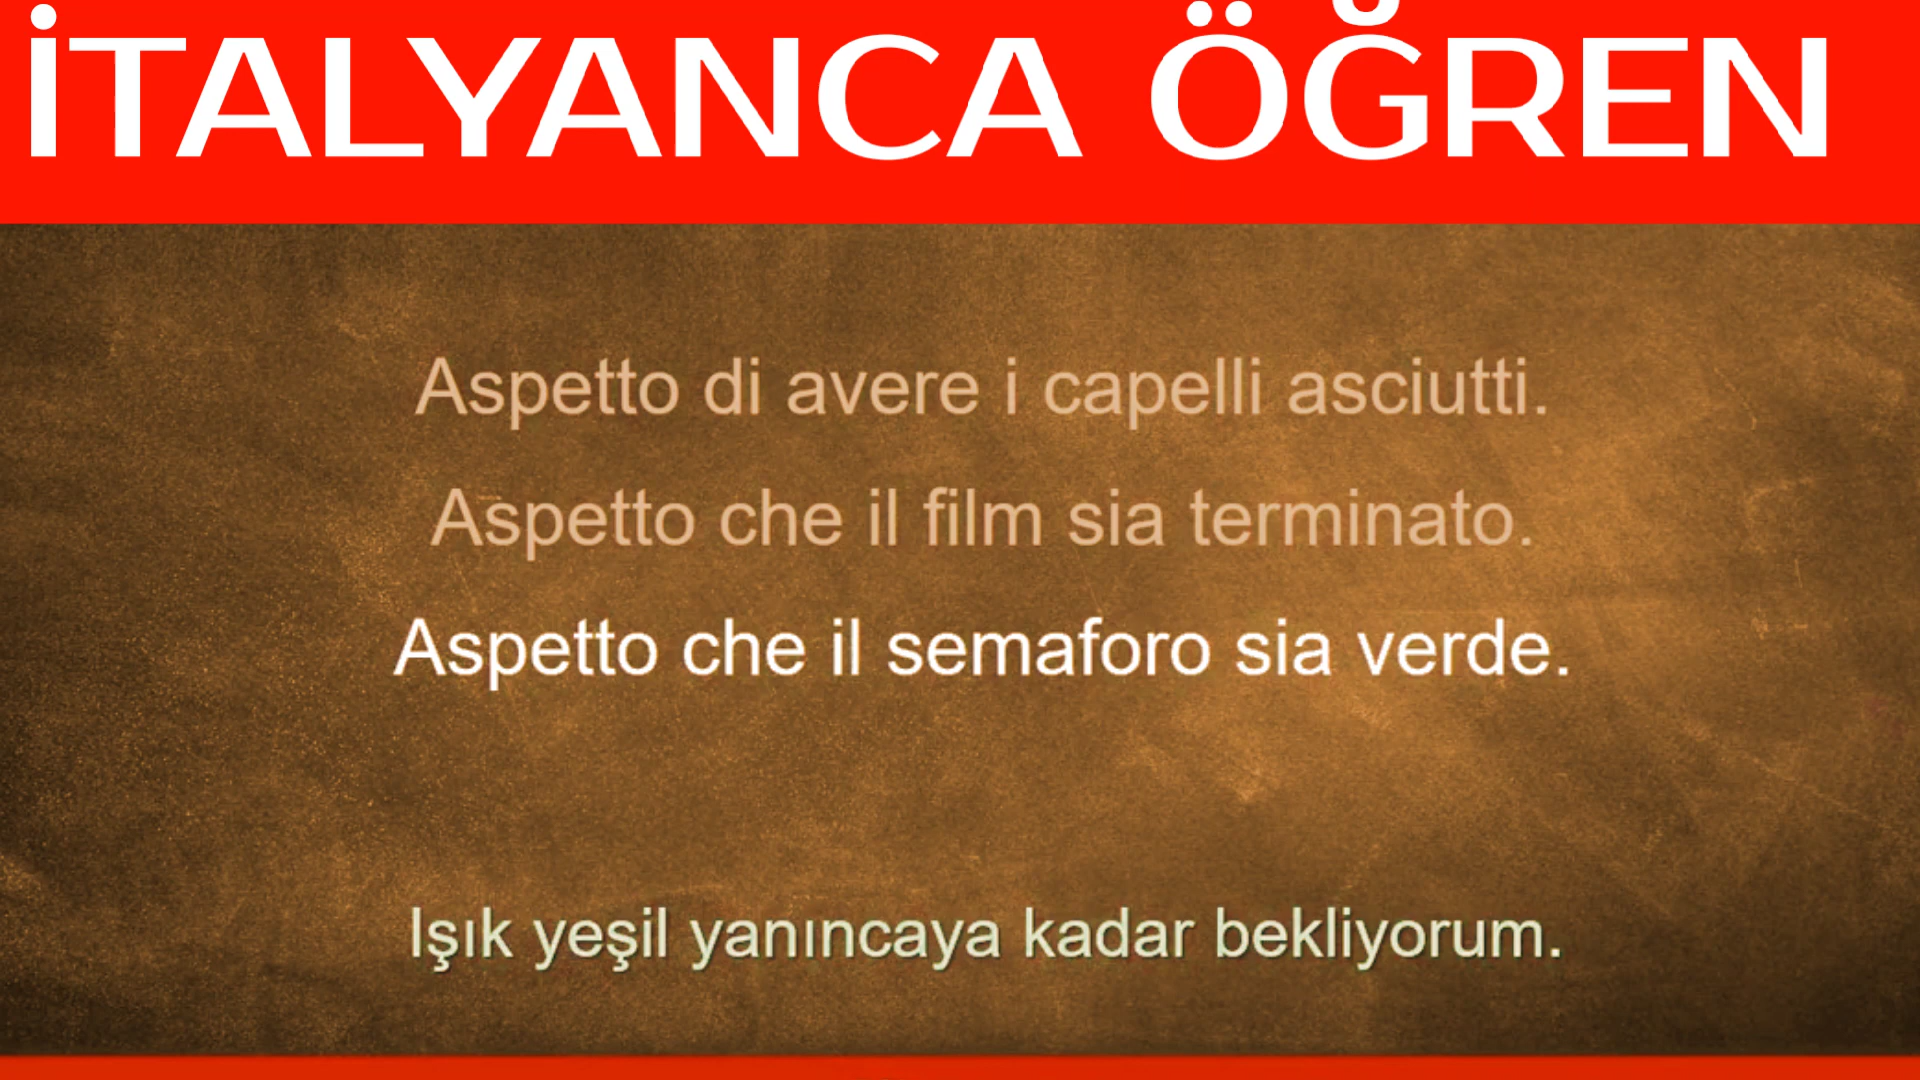 İTALYANCA ÖĞREN
Aspetto di avere i capelli asciutti.
Aspetto che il film sia terminato.
Aspetto che il semaforo sia verde.
Işık yeşil yanıncaya kadar bekliyorum.